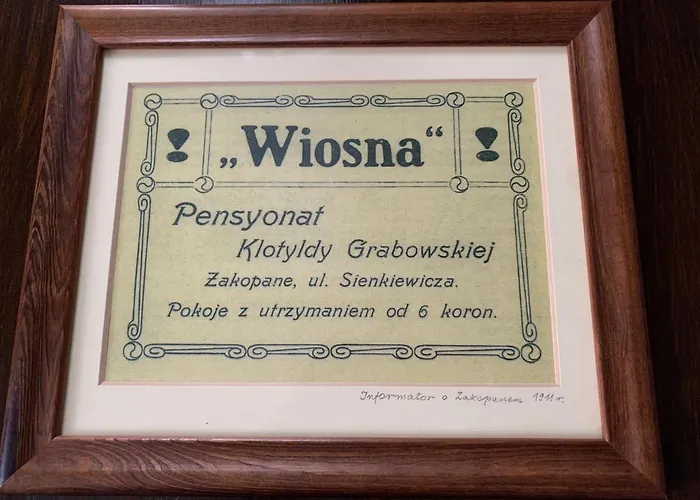 ! „Wiosna“ !
Pensyonat
Klotyldy Grabowskiej
Zakopane, ul. Sienkiewicza.
Pokoje z utrzymaniem od 6 koron.
Informator o Zakopanem 1911 r.